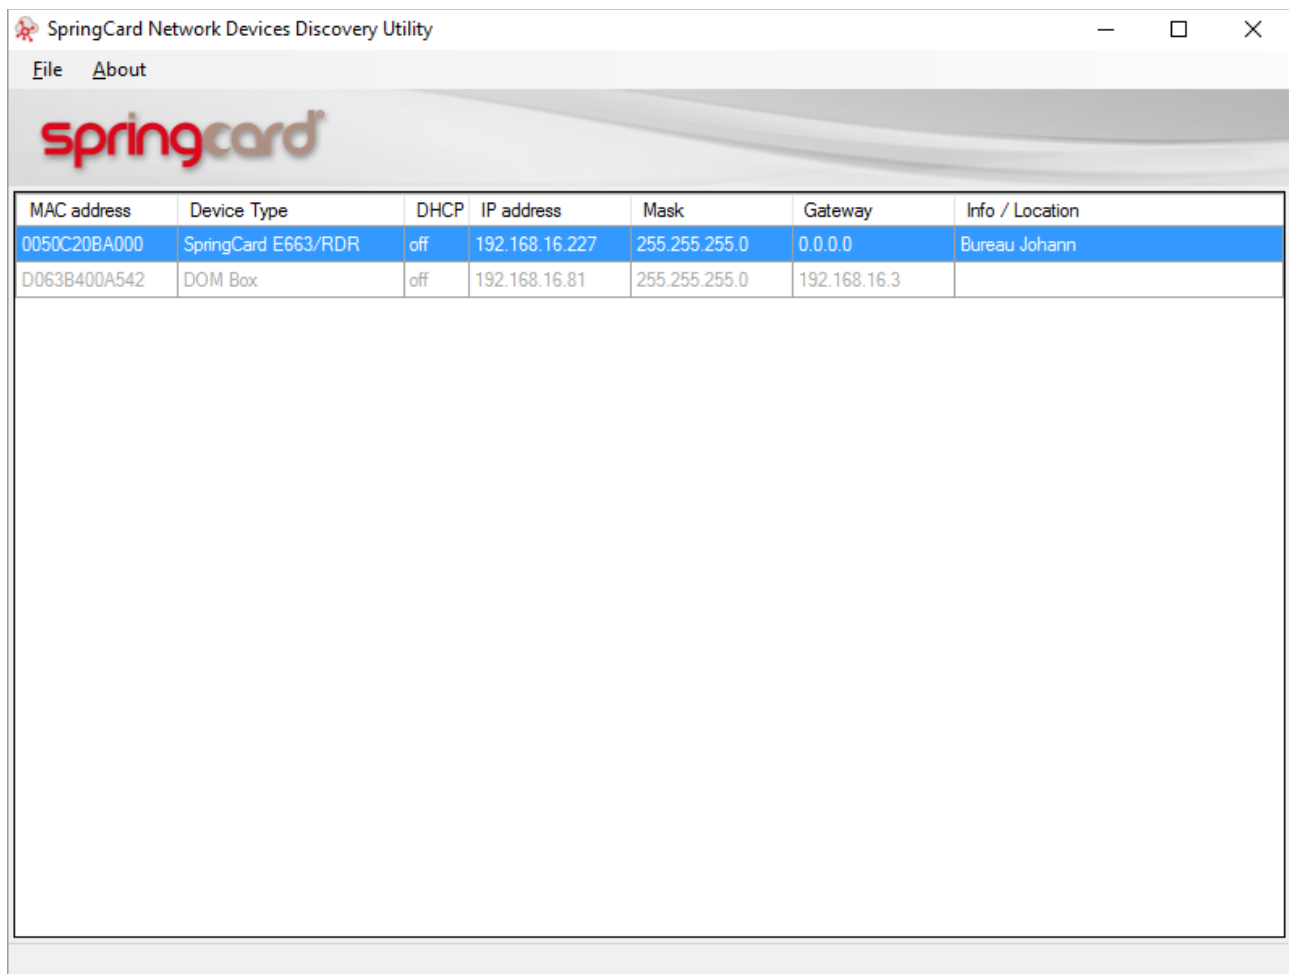 SpringCard Network Devices Discovery Utility
File About
springcard
MAC address Device Type DHCP IP address Mask Gateway Info / Location
0050C20BA000 SpringCard E663/RDR off 192.168.16.227 255.255.255.0 0.0.0.0 Bureau Johann
D063B400A542 DOM Box off 192.168.16.81 255.255.255.0 192.168.16.3